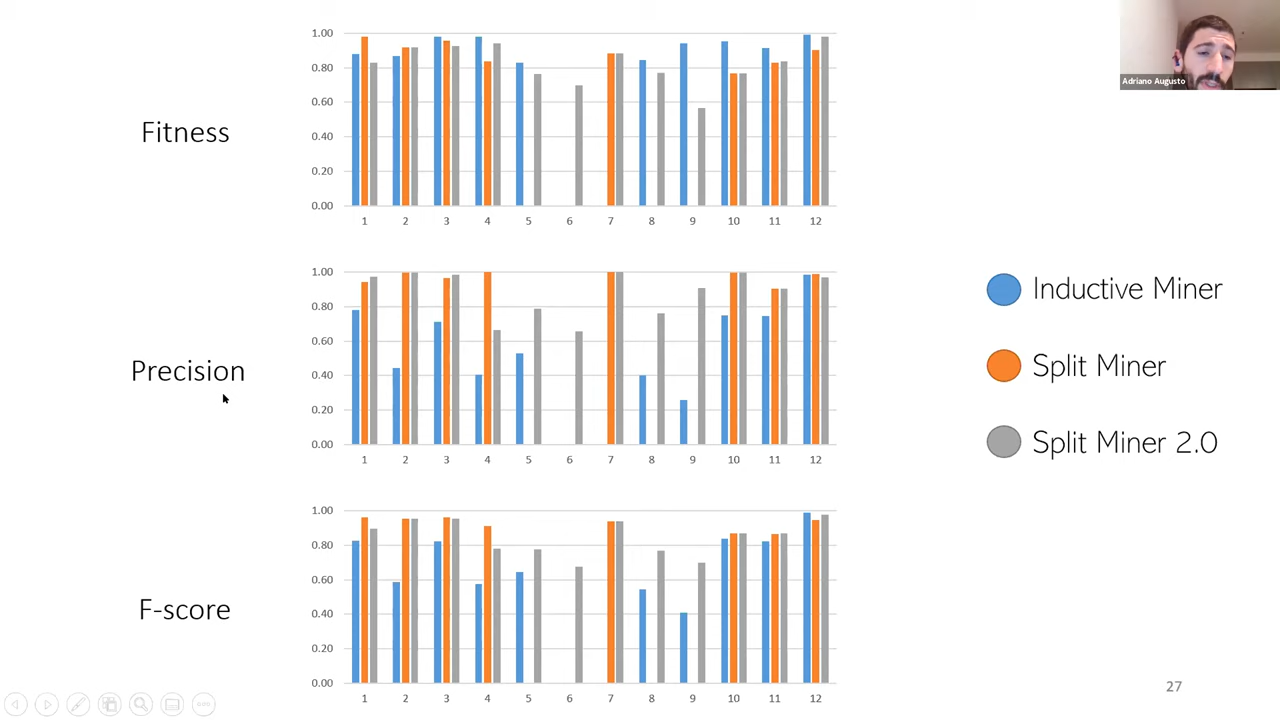 Adriano Augusto
Fitness
1.00
0.80
0.60
0.40
0.20
0.00
1 2 3 4 5 6 7 8 9 10 11 12
Precision
1.00
0.80
0.60
0.40
0.20
0.00
1 2 3 4 5 6 7 8 9 10 11 12
F-score
1.00
0.80
0.60
0.40
0.20
0.00
1 2 3 4 5 6 7 8 9 10 11 12
Inductive Miner
Split Miner
Split Miner 2.0
27